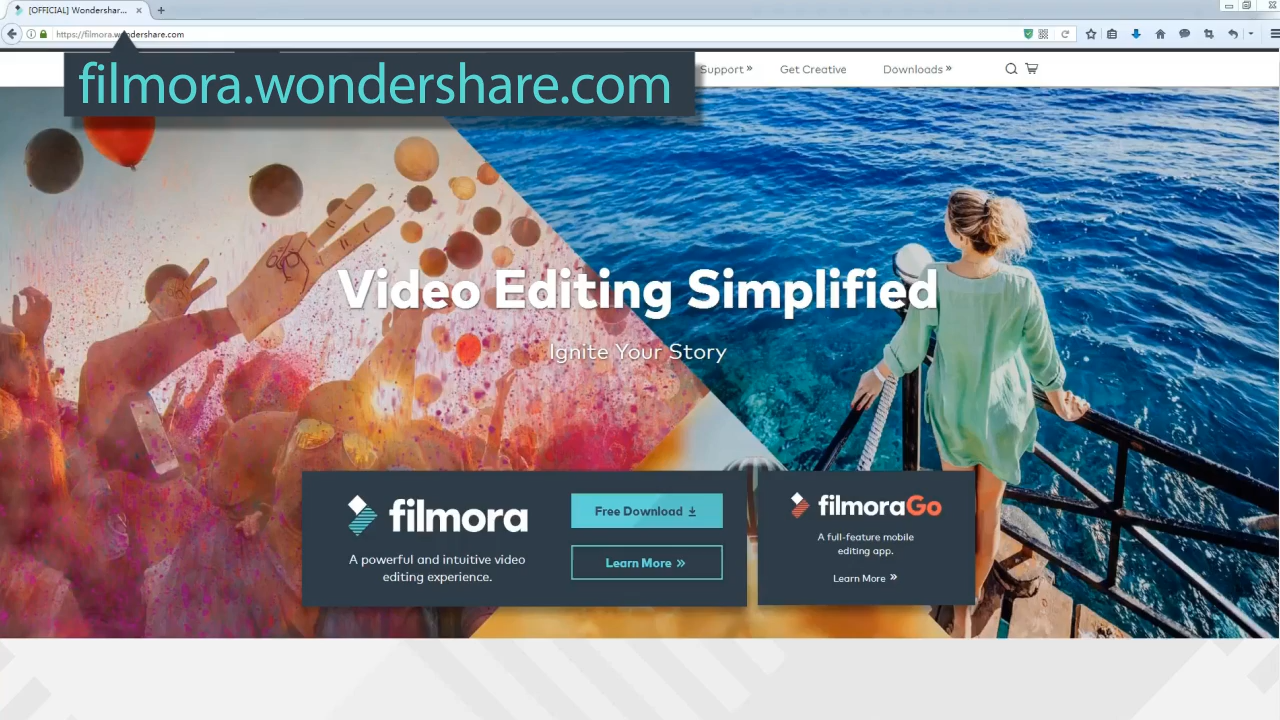 [OFFICIAL] Wondershar...
https://filmora.wondershare.com
filmora.wondershare.com
Support »
Get Creative
Downloads »
Video Editing Simplified
Ignite Your Story
filmora
A powerful and intuitive video
editing experience.
Free Download
Learn More »
filmoraGo
A full-feature mobile
editing app.
Learn More »